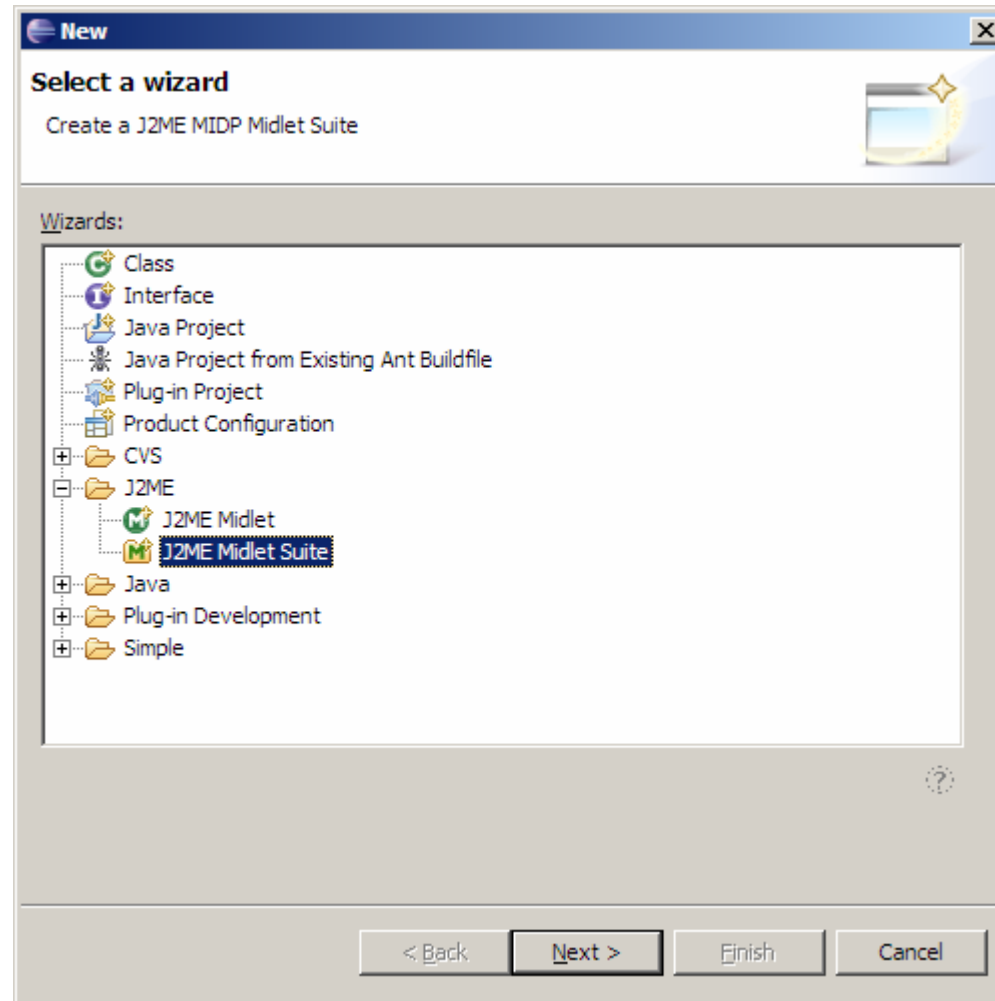 New
Select a wizard
Create a J2ME MIDP Midlet Suite
Wizards:
Class
Interface
Java Project
Java Project from Existing Ant Buildfile
Plug-in Project
Product Configuration
CVS
J2ME
J2ME Midlet
J2ME Midlet Suite
Java
Plug-in Development
Simple
< Back Next > Finish Cancel